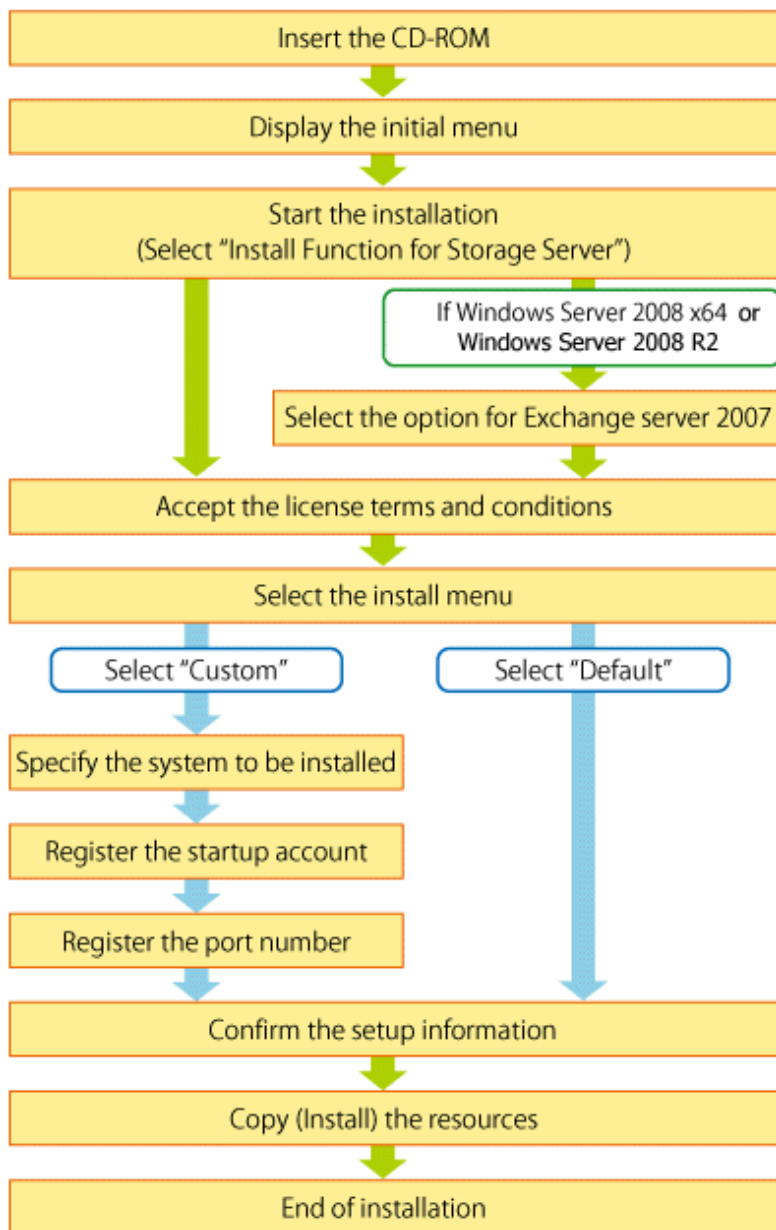 Insert the CD-ROM
Display the initial menu
Start the installation
(Select “Install Function for Storage Server”)
If Windows Server 2008 x64 or
Windows Server 2008 R2
Select the option for Exchange server 2007
Accept the license terms and conditions
Select the install menu
Select “Custom”
Select “Default”
Specify the system to be installed
Register the startup account
Register the port number
Confirm the setup information
Copy (Install) the resources
End of installation